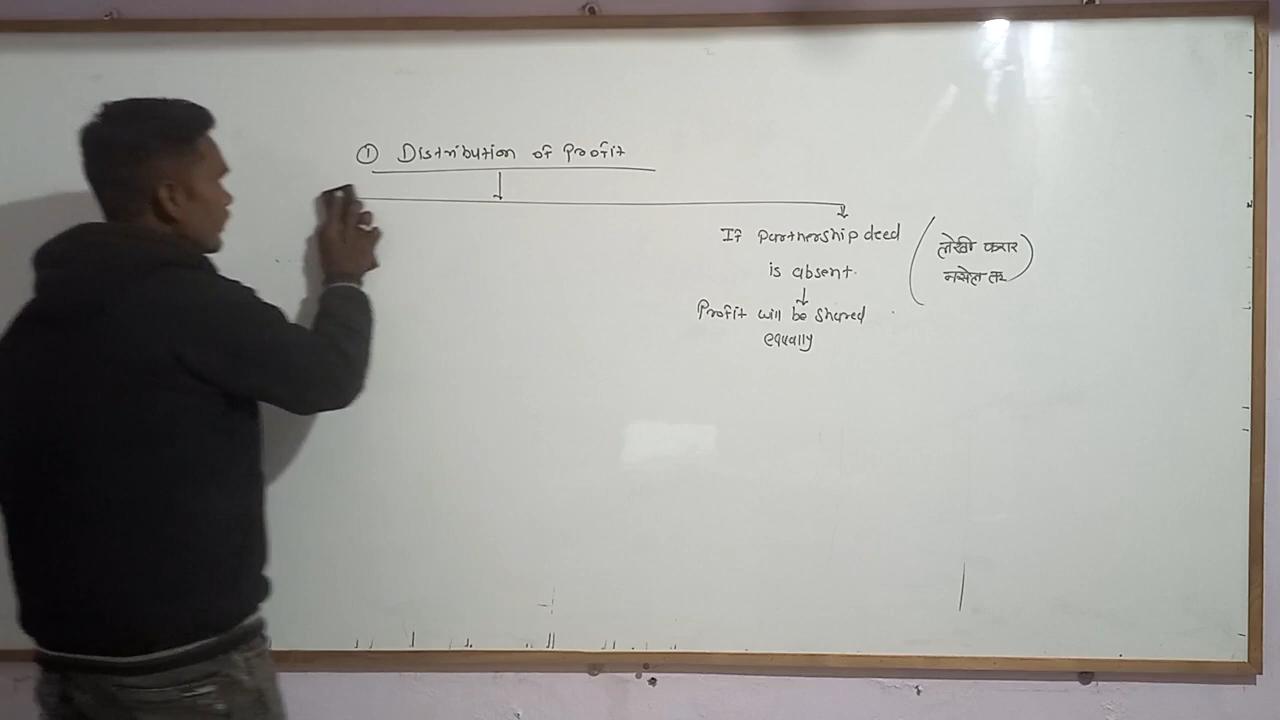 ① Distribution of Profit
If Partnership deed
is absent.
(लेखी करार
नसेल तर)
Profit will be shared
equally